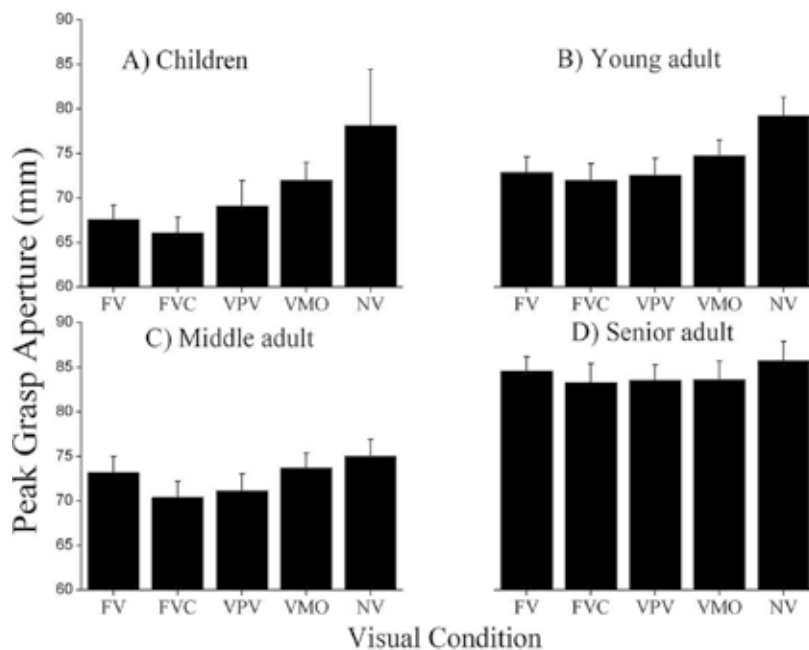 Peak Grasp Aperture (mm)
A) Children
90
85
80
75
70
65
60
FV FVC VPV VMO NV
B) Young adult
FV FVC VPV VMO NV
C) Middle adult
90
85
80
75
70
65
60
FV FVC VPV VMO NV
D) Senior adult
FV FVC VPV VMO NV
Visual Condition